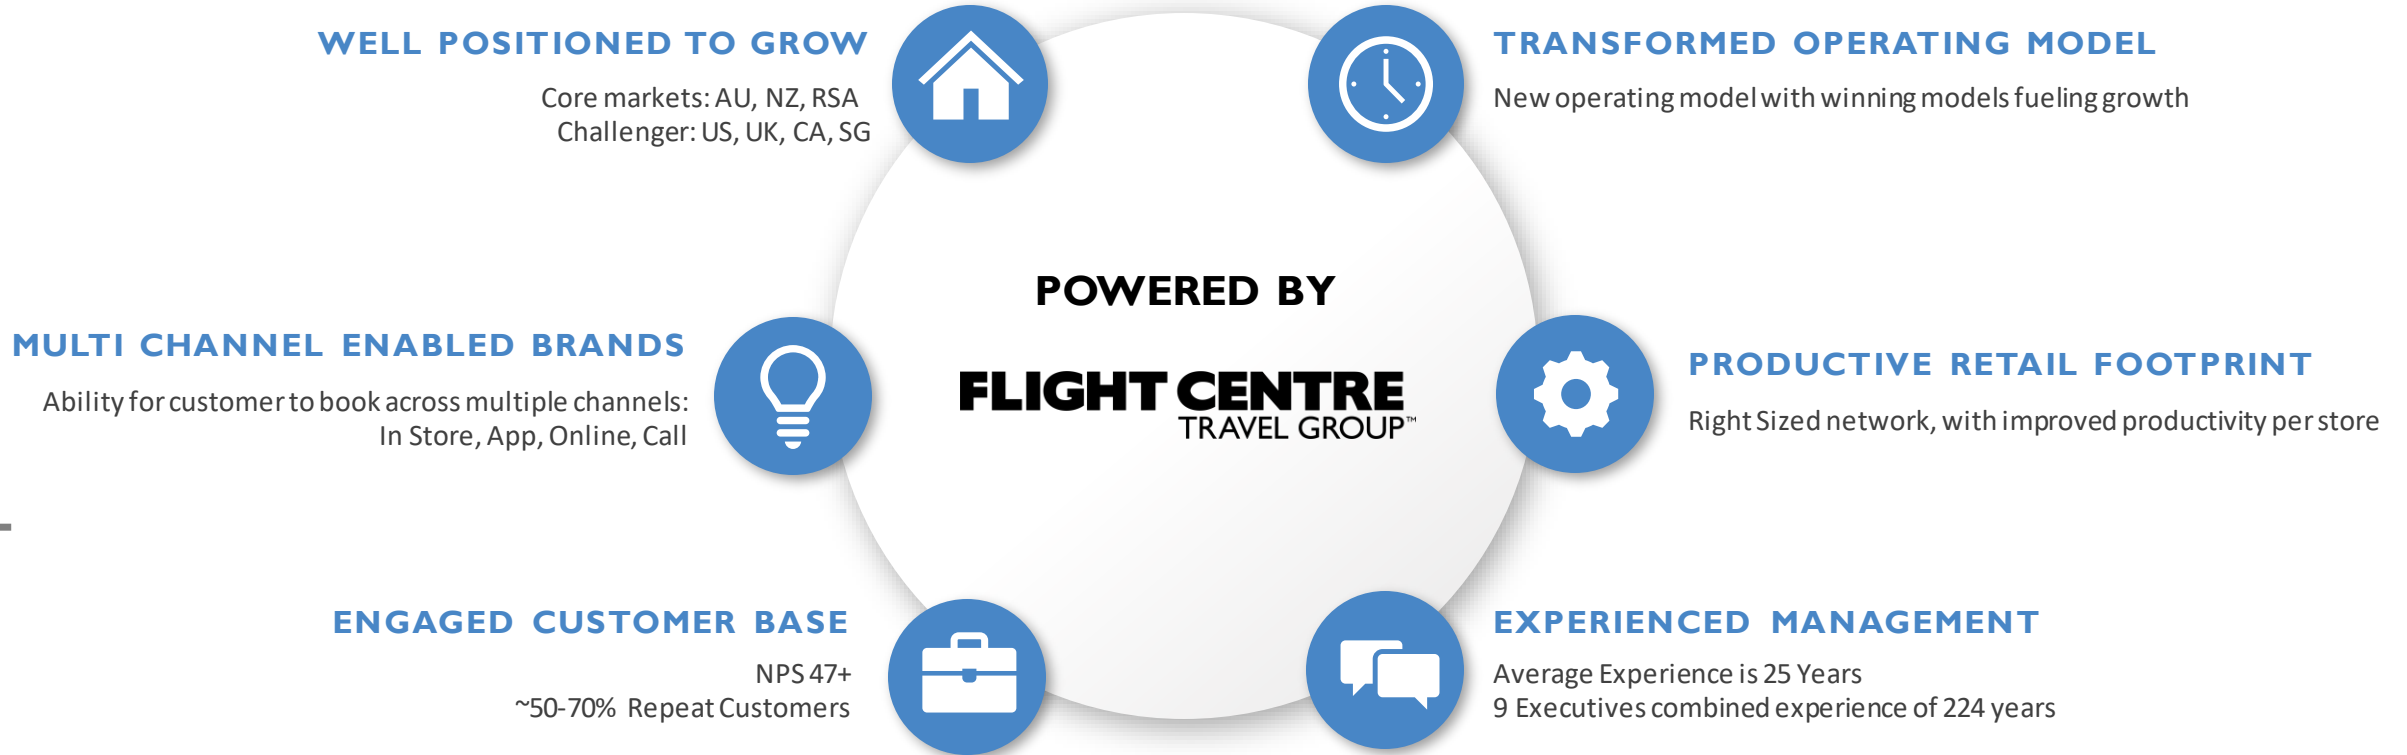 WELL POSITIONED TO GROW
Core markets: AU, NZ, RSA
Challenger: US, UK, CA, SG
TRANSFORMED OPERATING MODEL
New operating model with winning models fueling growth
MULTI CHANNEL ENABLED BRANDS
Ability for customer to book across multiple channels:
In Store, App, Online, Call
POWERED BY
FLIGHT CENTRE
TRAVEL GROUP™
PRODUCTIVE RETAIL FOOTPRINT
Right Sized network, with improved productivity per store
ENGAGED CUSTOMER BASE
NPS 47+
~50-70% Repeat Customers
EXPERIENCED MANAGEMENT
Average Experience is 25 Years
9 Executives combined experience of 224 years